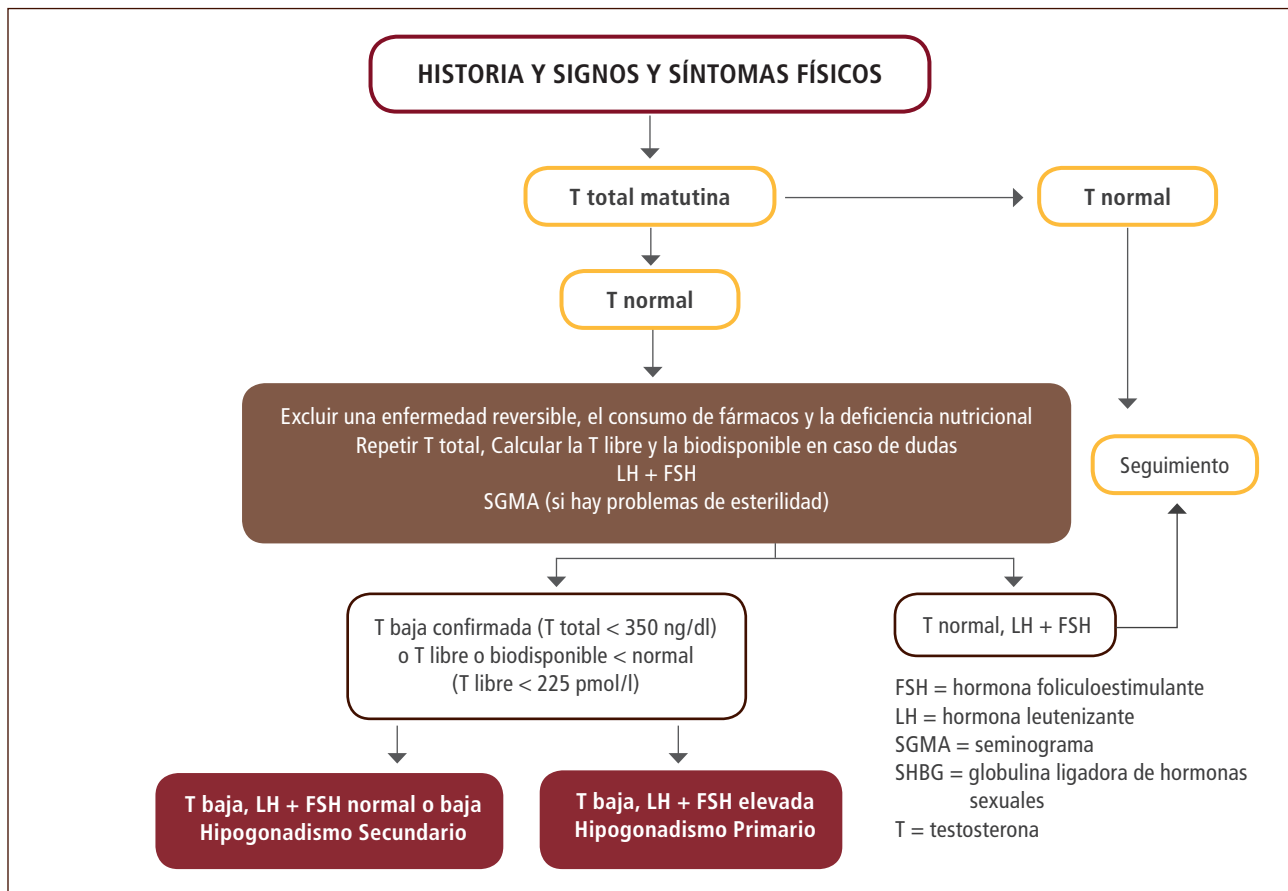 HISTORIA Y SIGNOS Y SÍNTOMAS FÍSICOS
T total matutina
T normal
T normal
Excluir una enfermedad reversible, el consumo de fármacos y la deficiencia nutricional
Repetir T total, Calcular la T libre y la biodisponible en caso de dudas
LH + FSH
SGMA (si hay problemas de esterilidad)
Seguimiento
T baja confirmada (T total < 350 ng/dl)
o T libre o biodisponible < normal
(T libre < 225 pmol/l)
T normal, LH + FSH
FSH = hormona foliculoestimulante
LH = hormona leutenizante
SGMA = seminograma
SHBG = globulina ligadora de hormonas
sexuales
T = testosterona
T baja, LH + FSH normal o baja
Hipogonadismo Secundario
T baja, LH + FSH elevada
Hipogonadismo Primario